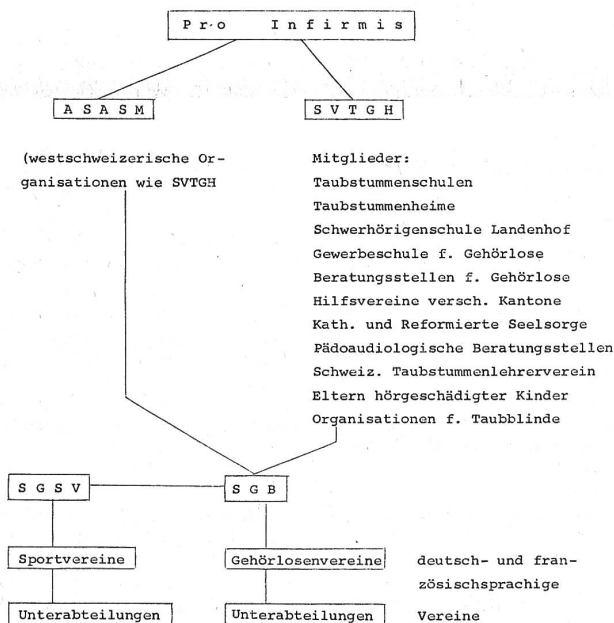 Pro Infirmis
ASASM
SVTGH
(westschweizerische Or-
ganisationen wie SVTGH
Mitglieder:
Taubstummenschulen
Taubstummenheime
Schwerhörigenschule Landenhof
Gewerbeschule f. Gehörlose
Beratungsstellen f. Gehörlose
Hilfsvereine versch. Kantone
Kath. und Reformierte Seelsorge
Pädoaudiologische Beratungsstellen
Schweiz. Taubstummenlehrerverein
Eltern hörgeschädigter Kinder
Organisationen f. Taubblinde
SGSV
SGB
Sportvereine
Gehörlosenvereine
deutsch- und fran-
zösischsprachige
Unterabteilungen
Unterabteilungen
Vereine